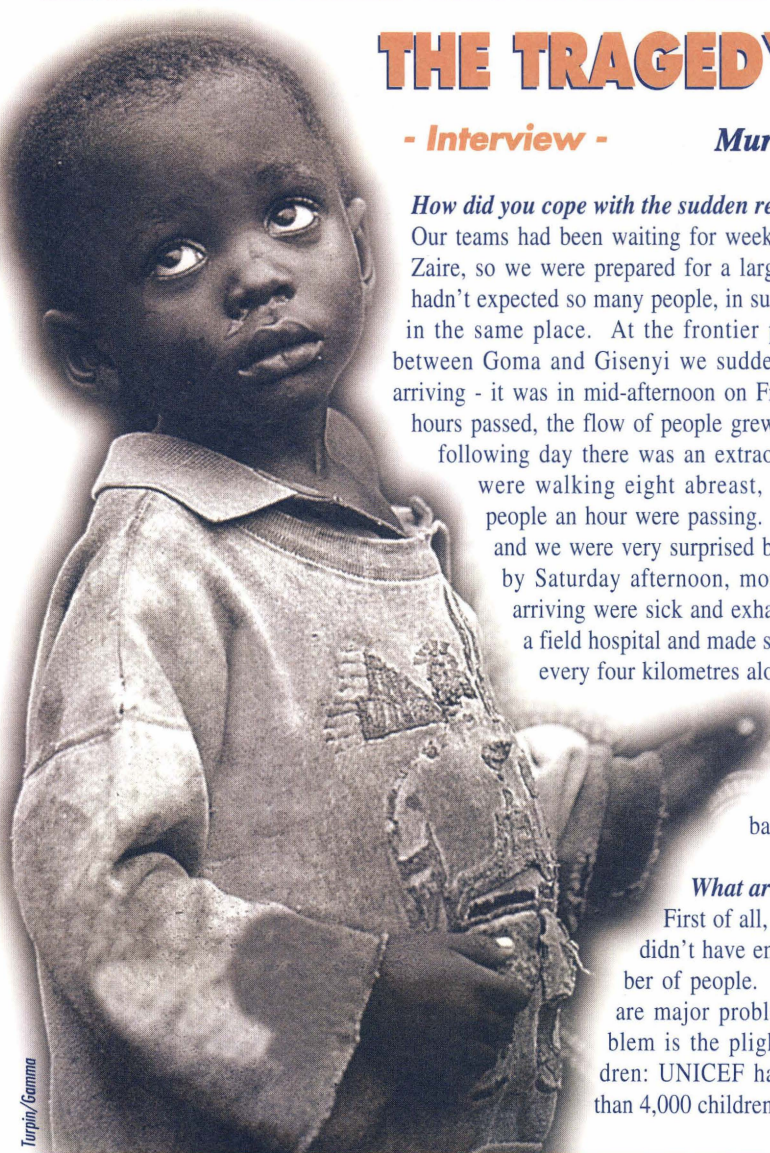 THE TRAGEDY
- Interview -
Mur
How did you cope with the sudden re
Our teams had been waiting for week
Zaire, so we were prepared for a larg
hadn't expected so many people, in su
in the same place. At the frontier
between Goma and Gisenyi we sudde
arriving - it was in mid-afternoon on F
hours passed, the flow of people grew
following day there was an extrao
were walking eight abreast,
people an hour were passing.
and we were very surprised b
by Saturday afternoon, mo
arriving were sick and exha
a field hospital and made s
every four kilometres alo
ba
What ar
First of all,
didn't have en
ber of people.
are major probl
blem is the pligh
dren: UNICEF ha
than 4,000 children
Turpin/Gamma